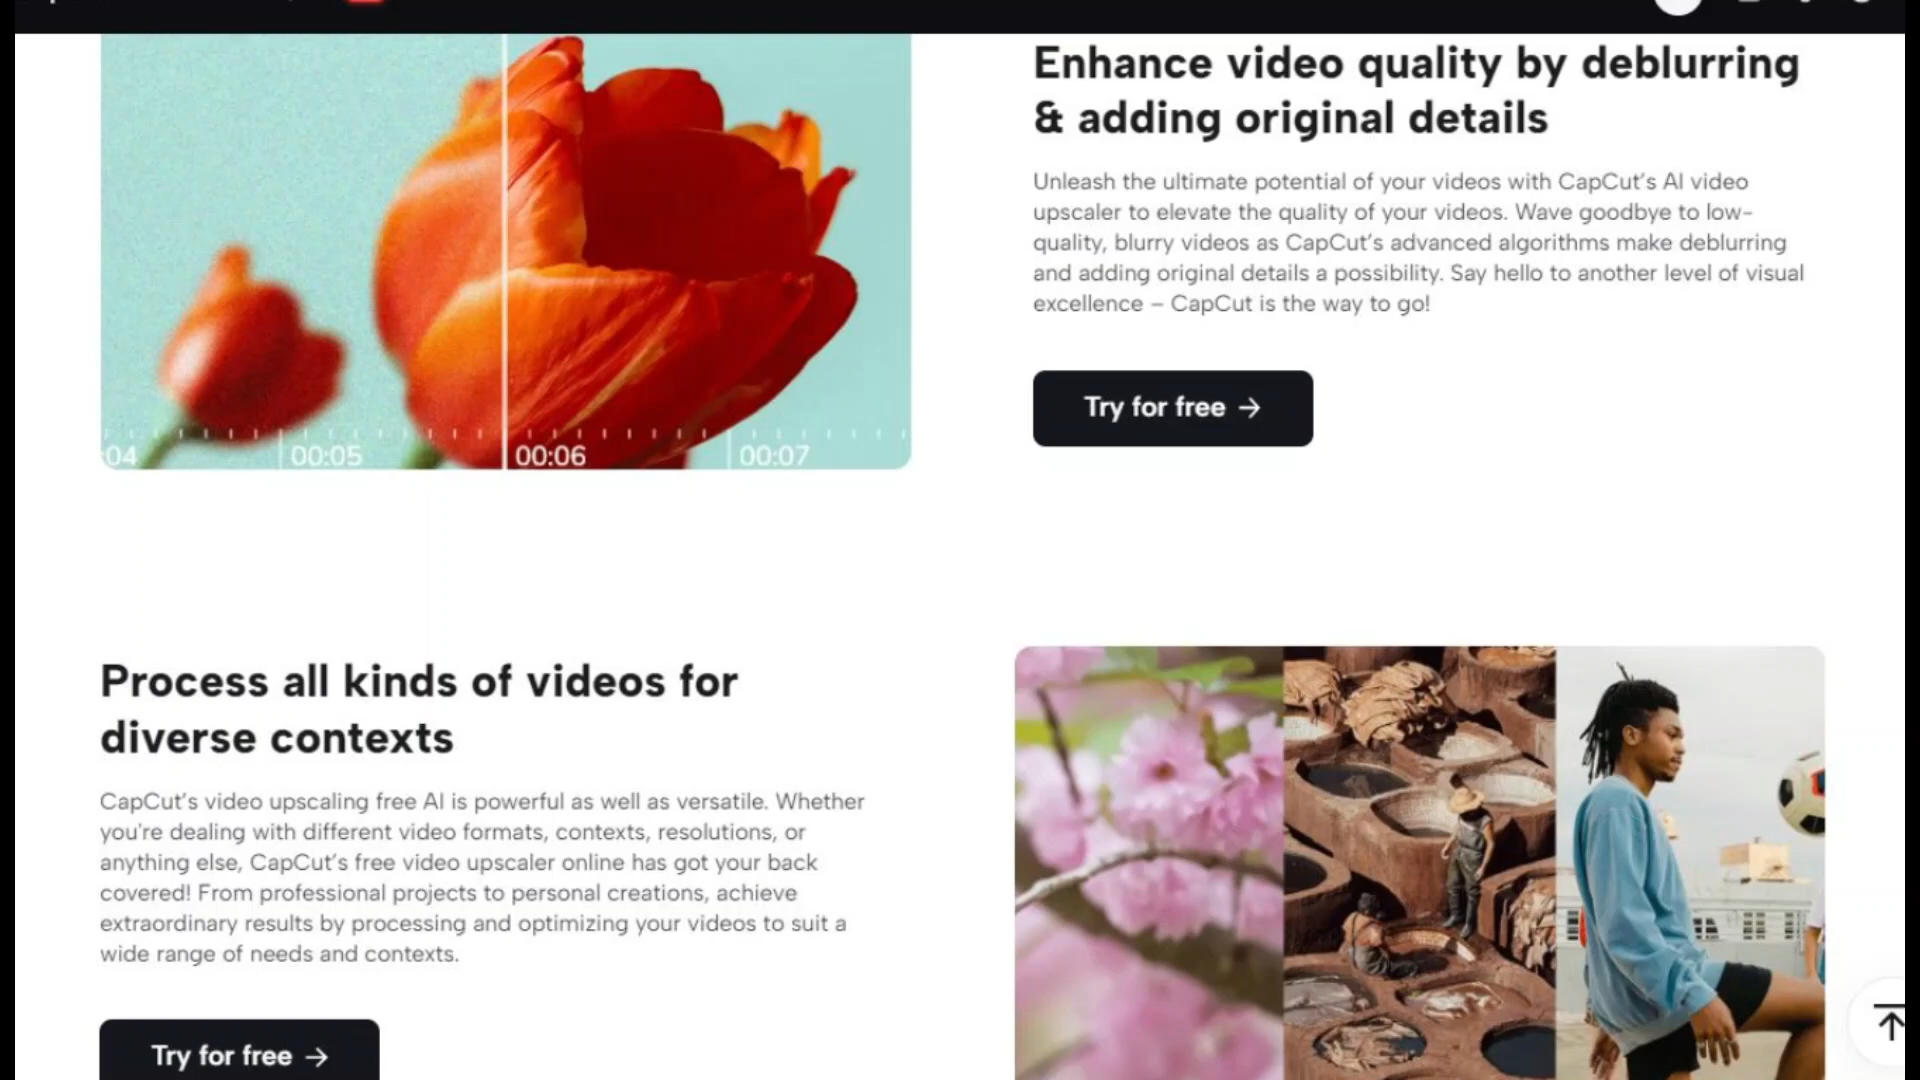 Enhance video quality by deblurring
& adding original details
Unleash the ultimate potential of your videos with CapCut's AI video
upscaler to elevate the quality of your videos. Wave goodbye to low-
quality, blurry videos as CapCut's advanced algorithms make deblurring
and adding original details a possibility. Say hello to another level of visual
excellence – CapCut is the way to go!
Try for free →
:04 00:05 00:06 00:07
Process all kinds of videos for
diverse contexts
CapCut's video upscaling free AI is powerful as well as versatile. Whether
you're dealing with different video formats, contexts, resolutions, or
anything else, CapCut's free video upscaler online has got your back
covered! From professional projects to personal creations, achieve
extraordinary results by processing and optimizing your videos to suit a
wide range of needs and contexts.
Try for free →